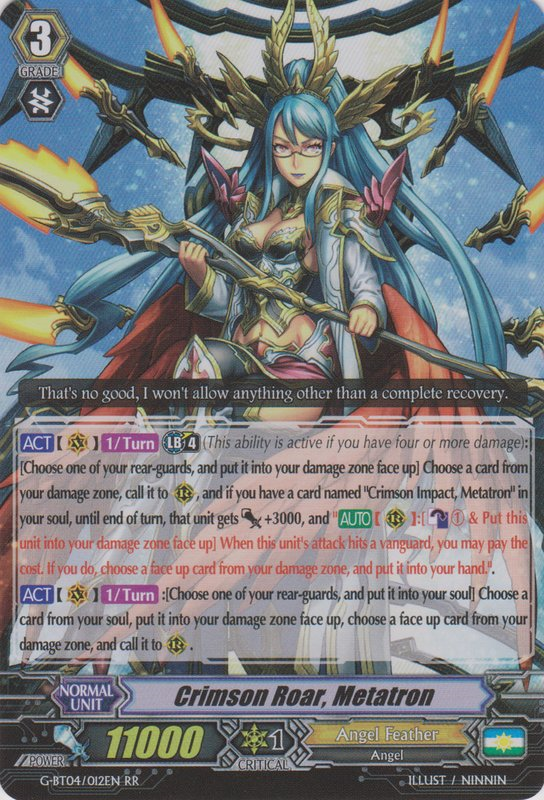 3
GRADE
That's no good, I won't allow anything other than a complete recovery.
ACT【 】1/Turn LB 4 (This ability is active if you have four or more damage):
[Choose one of your rear-guards, and put it into your damage zone face up] Choose a card from
your damage zone, call it to R, and if you have a card named "Crimson Impact, Metatron" in
your soul, until end of turn, that unit gets +3000, and "AUTO【R】:[ ① & Put this
unit into your damage zone face up] When this unit's attack hits a vanguard, you may pay the
cost. If you do, choose a face up card from your damage zone, and put it into your hand.".
ACT【 】1/Turn :[Choose one of your rear-guards, and put it into your soul] Choose a
card from your soul, put it into your damage zone face up, choose a face up card from your
damage zone, and call it to R.
NORMAL
UNIT
Crimson Roar, Metatron
POWER
11000
1
CRITICAL
Angel Feather
Angel
G-BT04/012EN RR
ILLUST / NINNIN